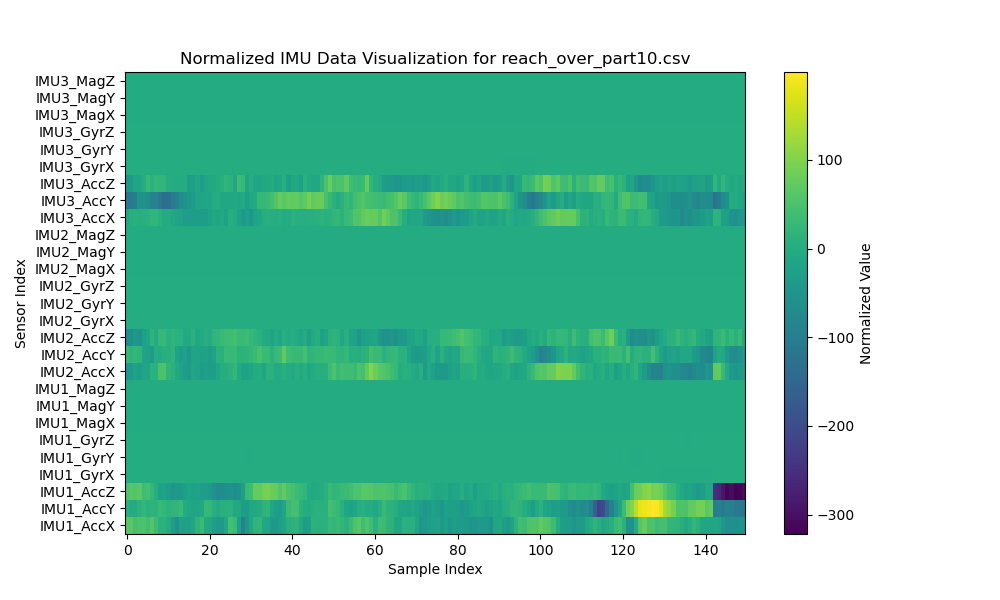 Normalized IMU Data Visualization for reach_over_part10.csv
IMU3_MagZ
IMU3_MagY
IMU3_MagX
IMU3_GyrZ
IMU3_GyrY
IMU3_GyrX
IMU3_AccZ
IMU3_AccY
IMU3_AccX
IMU2_MagZ
IMU2_MagY
IMU2_MagX
IMU2_GyrZ
IMU2_GyrY
IMU2_GyrX
IMU2_AccZ
IMU2_AccY
IMU2_AccX
IMU1_MagZ
IMU1_MagY
IMU1_MagX
IMU1_GyrZ
IMU1_GyrY
IMU1_GyrX
IMU1_AccZ
IMU1_AccY
IMU1_AccX
Sensor Index
0 20 40 60 80 100 120 140
Sample Index
100
0
−100
−200
−300
Normalized Value